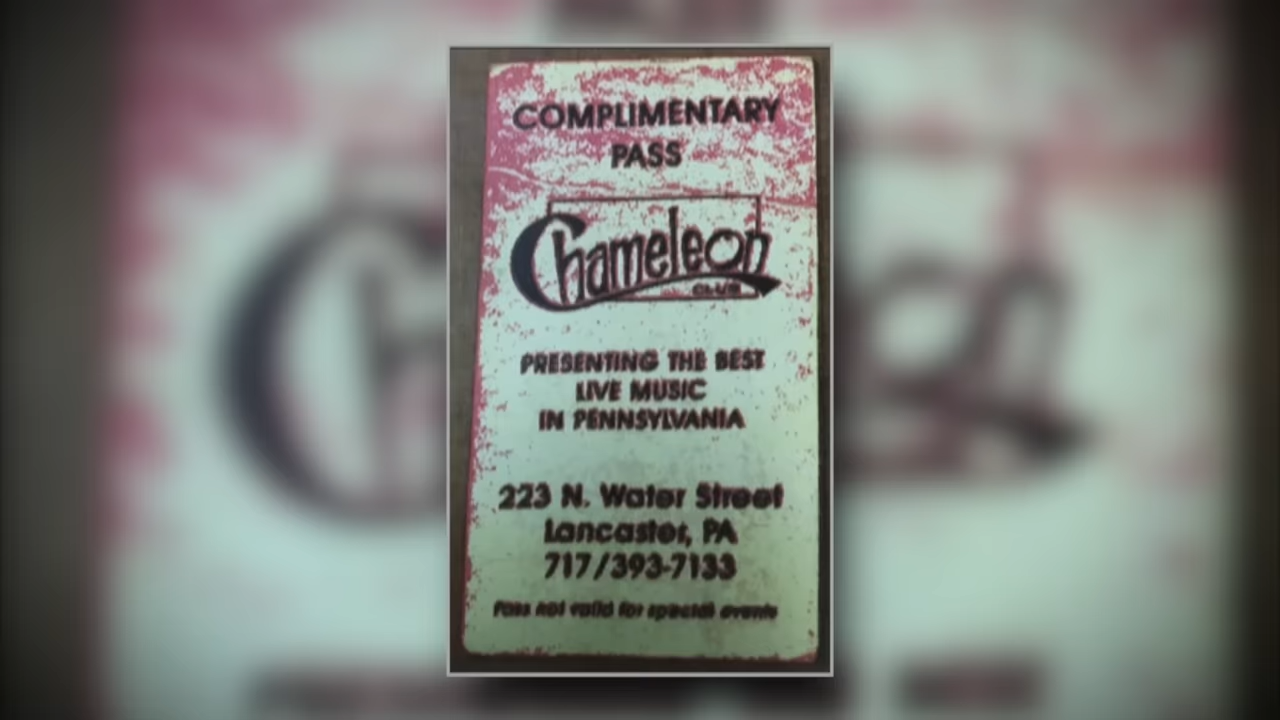 COMPLIMENTARY
PASS
Chameleon
CLUB
PRESENTING THE BEST
LIVE MUSIC
IN PENNSYLVANIA
223 N. Water Street
Lancaster, PA
717/393-7133
Pass not valid for special events